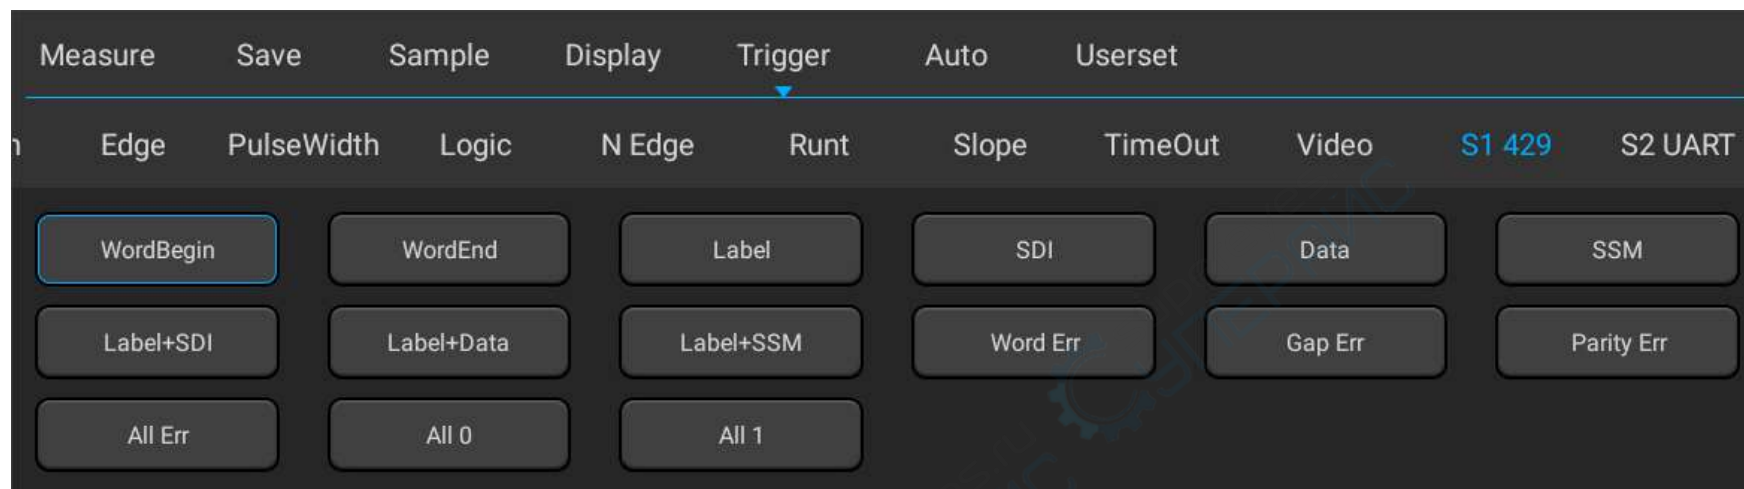 Measure Save Sample Display Trigger Auto Userset
Edge PulseWidth Logic N Edge Runt Slope TimeOut Video S1 429 S2 UART
WordBegin WordEnd Label SDI Data SSM
Label+SDI Label+Data Label+SSM Word Err Gap Err Parity Err
All Err All 0 All 1